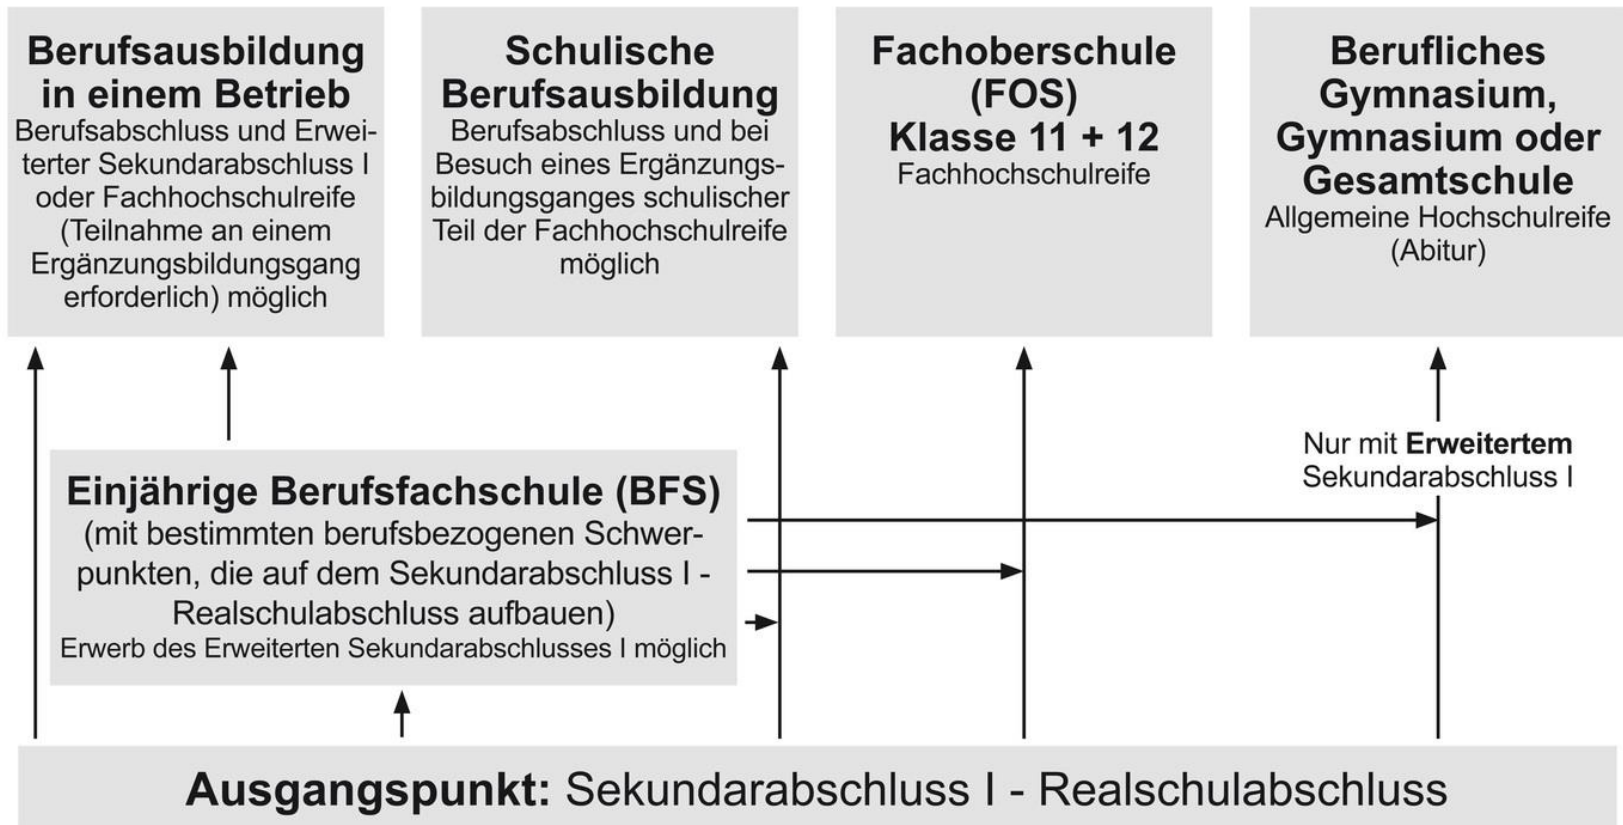 Berufsausbildung
in einem Betrieb
Berufsabschluss und Erwei-
terter Sekundarabschluss I
oder Fachhochschulreife
(Teilnahme an einem
Ergänzungsbildungsgang
erforderlich) möglich
Schulische
Berufsausbildung
Berufsabschluss und bei
Besuch eines Ergänzungs-
bildungsganges schulischer
Teil der Fachhochschulreife
möglich
Fachoberschule
(FOS)
Klasse 11 + 12
Fachhochschulreife
Berufliches
Gymnasium,
Gymnasium oder
Gesamtschule
Allgemeine Hochschulreife
(Abitur)
Nur mit Erweitertem
Sekundarabschluss I
Einjährige Berufsfachschule (BFS)
(mit bestimmten berufsbezogenen Schwer-
punkten, die auf dem Sekundarabschluss I -
Realschulabschluss aufbauen)
Erwerb des Erweiterten Sekundarabschlusses I möglich
Ausgangspunkt: Sekundarabschluss I - Realschulabschluss